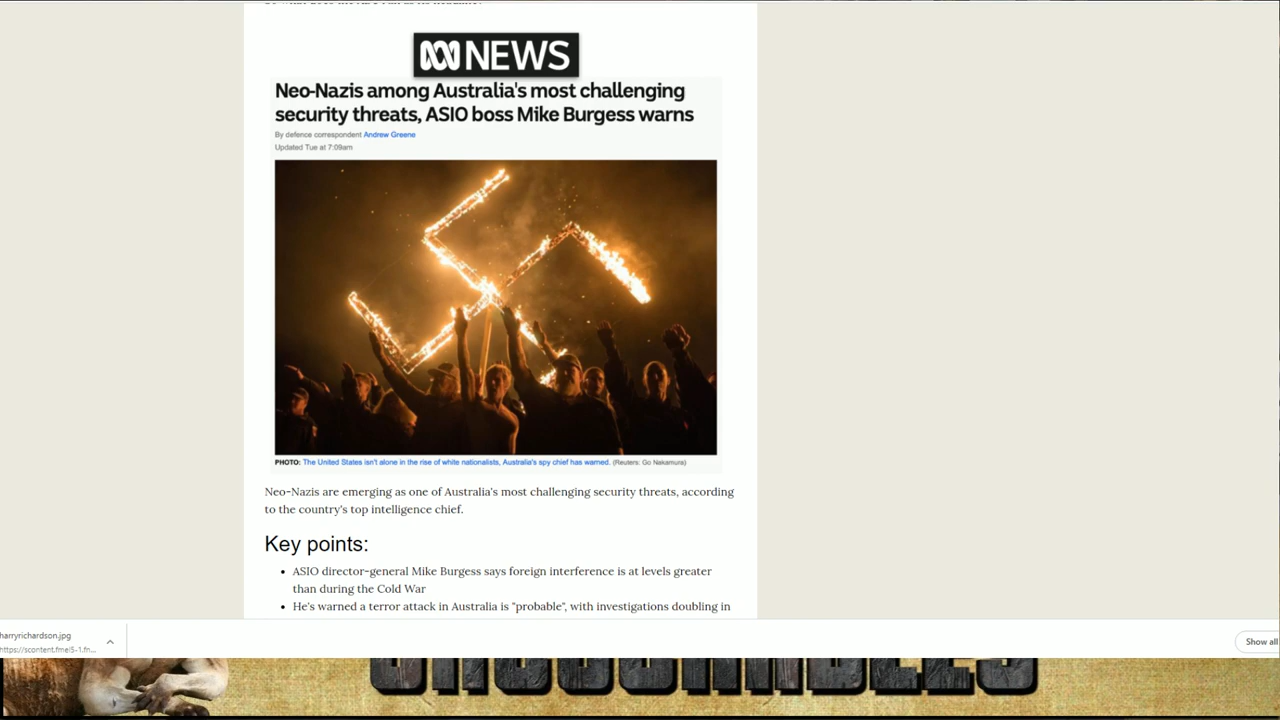 NEWS
Neo-Nazis among Australia's most challenging
security threats, ASIO boss Mike Burgess warns
By defence correspondent Andrew Greene
Updated Tue at 7:09am
PHOTO: The United States isn't alone in the rise of white nationalists, Australia's spy chief has warned. (Reuters: Go Nakamura)
Neo-Nazis are emerging as one of Australia's most challenging security threats, according
to the country's top intelligence chief.
Key points:
• ASIO director-general Mike Burgess says foreign interference is at levels greater
than during the Cold War
• He's warned a terror attack in Australia is "probable", with investigations doubling in
harryrichardson.jpg
https://scontent.fmel5-1.fn...
Show all